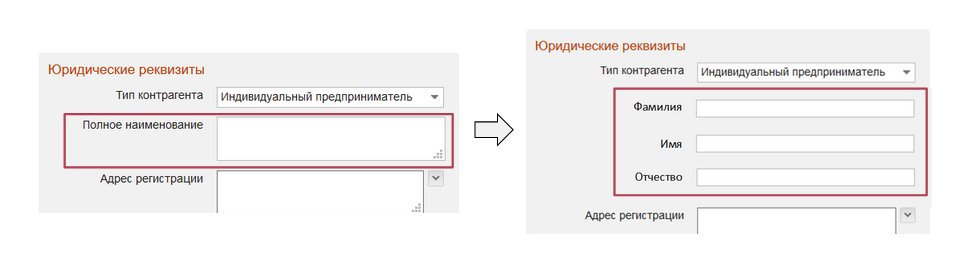 Юридические реквизиты
Тип контрагента Индивидуальный предприниматель
Полное наименование
Адрес регистрации
Юридические реквизиты
Тип контрагента Индивидуальный предприниматель
Фамилия
Имя
Отчество
Адрес регистрации